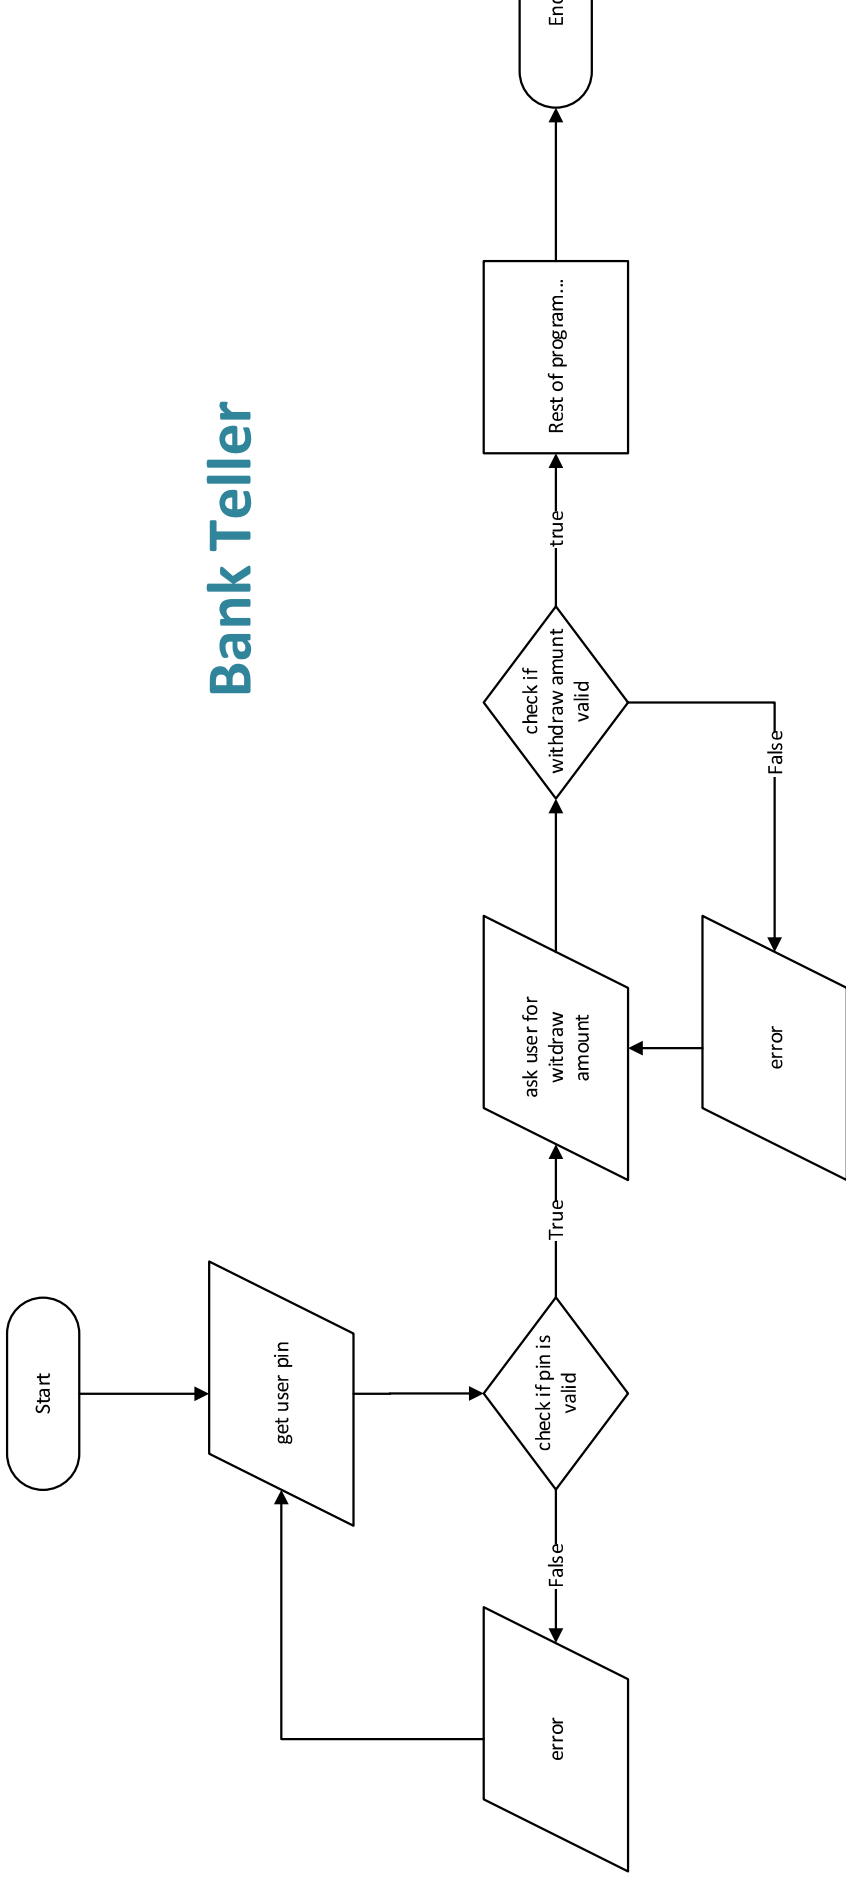 Bank Teller
Start
get user pin
check if pin is
valid
False
error
True
ask user for
witdraw
amount
check if
withdraw amount
valid
False
error
true
Rest of program...